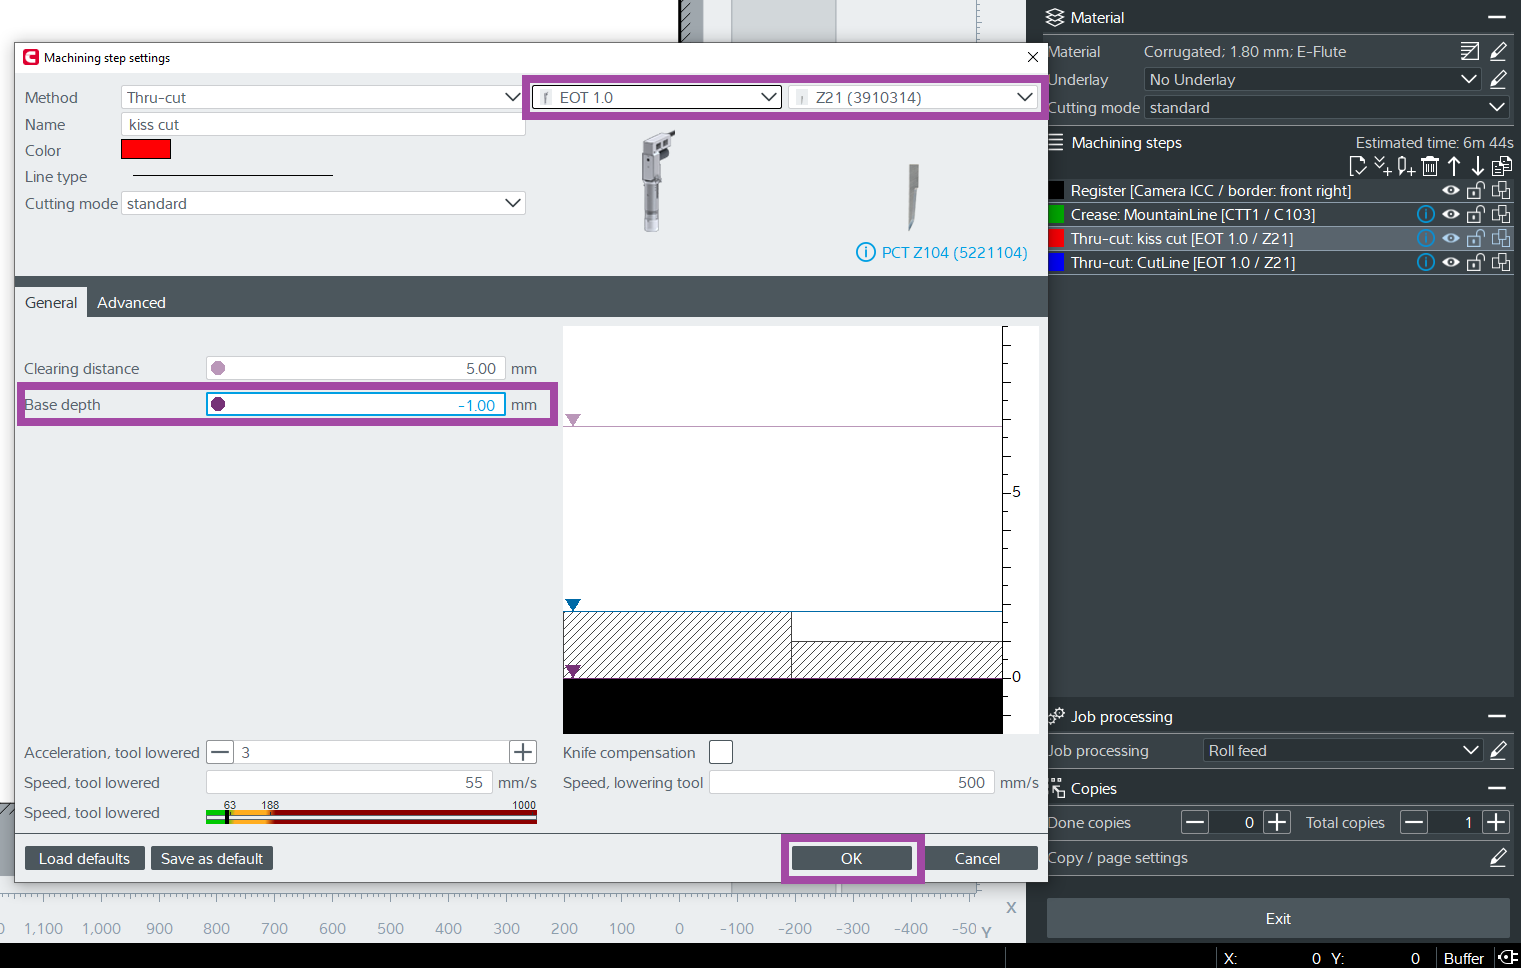 Machining step settings
Method Thru-cut EOT 1.0 Z21 (3910314)
Name kiss cut
Color
Line type
Cutting mode standard
PCT Z104 (5221104)
General Advanced
Clearing distance 5.00 mm
Base depth -1.00 mm
5
0
Acceleration, tool lowered 3 Knife compensation
Speed, tool lowered 55 mm/s Speed, lowering tool 500 mm/s
Speed, tool lowered 63 188 1000
Load defaults Save as default OK Cancel
1,100 1,000 900 800 700 600 500 400 300 200 100 0 -100 -200 -300 -400 -50
X
Y
Material
Material Corrugated; 1.80 mm; E-Flute
Underlay No Underlay
Cutting mode standard
Machining steps Estimated time: 6m 44s
Register [Camera ICC / border: front right]
Crease: MountainLine [CTT1 / C103]
Thru-cut: kiss cut [EOT 1.0 / Z21]
Thru-cut: CutLine [EOT 1.0 / Z21]
Job processing
Job processing Roll feed
Copies
Done copies 0 Total copies 1
Copy / page settings
Exit
X: 0 Y: 0 Buffer